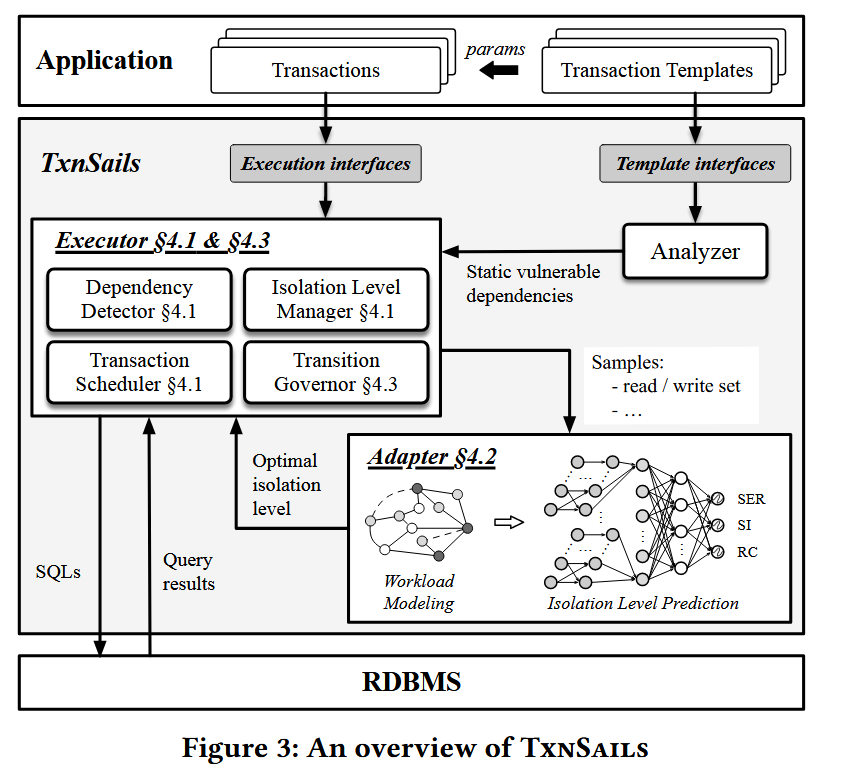 Application
Transactions
params
Transaction Templates
TxnSails
Execution interfaces
Template interfaces
Executor §4.1 & §4.3
Analyzer
Dependency
Detector §4.1
Isolation Level
Manager §4.1
Static vulnerable
dependencies
Transaction
Scheduler §4.1
Transition
Governor §4.3
Samples:
- read / write set
- ...
Adapter §4.2
Optimal
isolation
level
SER
SI
RC
SQLs
Query
results
Workload
Modeling
Isolation Level Prediction
RDBMS
Figure 3: An overview of TxnSails